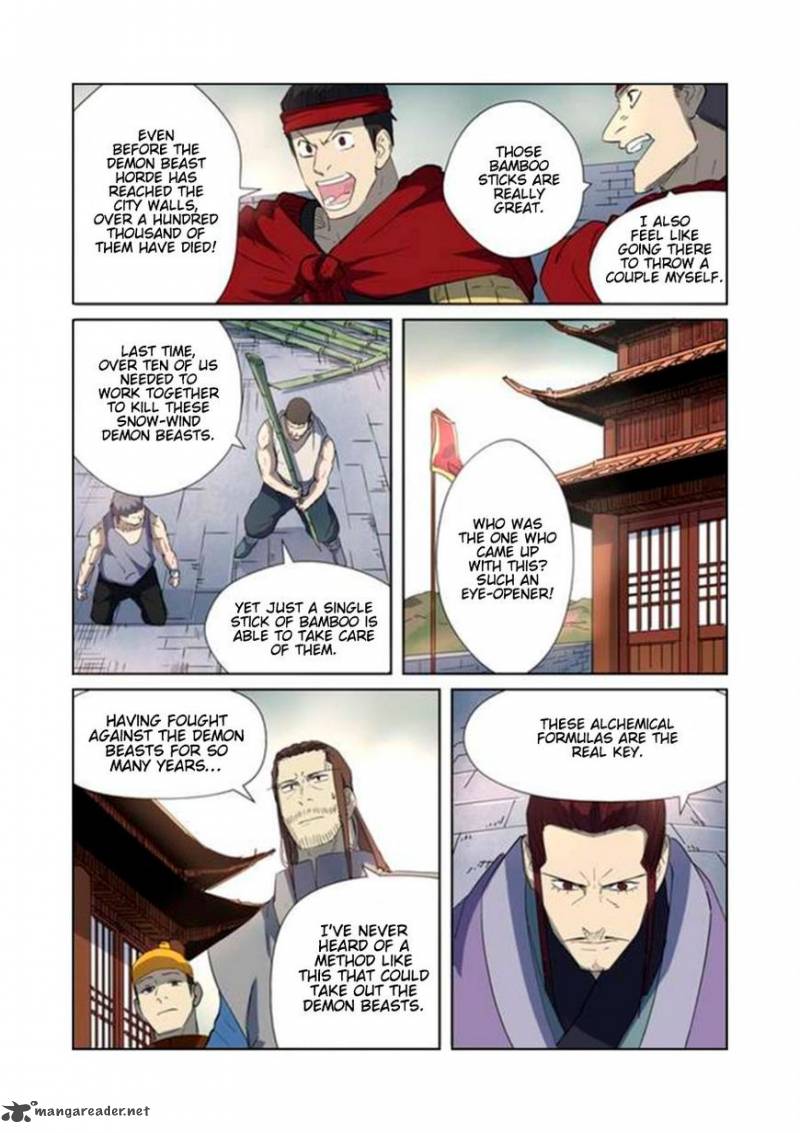 EVEN
BEFORE THE
DEMON BEAST
HORDE HAS
REACHED THE
CITY WALLS,
OVER A HUNDRED
THOUSAND OF
THEM HAVE DIED!
THOSE
BAMBOO
STICKS ARE
REALLY
GREAT.
I ALSO
FEEL LIKE
GOING THERE
TO THROW A
COUPLE MYSELF.
LAST TIME,
OVER TEN OF US
NEEDED TO
WORK TOGETHER
TO KILL THESE
SNOW-WIND
DEMON BEASTS.
YET JUST A SINGLE
STICK OF BAMBOO IS
ABLE TO TAKE CARE
OF THEM.
WHO WAS
THE ONE WHO
CAME UP
WITH THIS?
SUCH AN
EYE-OPENER!
HAVING FOUGHT
AGAINST THE DEMON
BEASTS FOR SO
MANY YEARS...
I'VE NEVER
HEARD OF A
METHOD LIKE
THIS THAT COULD
TAKE OUT THE
DEMON BEASTS.
THESE ALCHEMICAL
FORMULAS ARE THE
REAL KEY.
mangareader.net